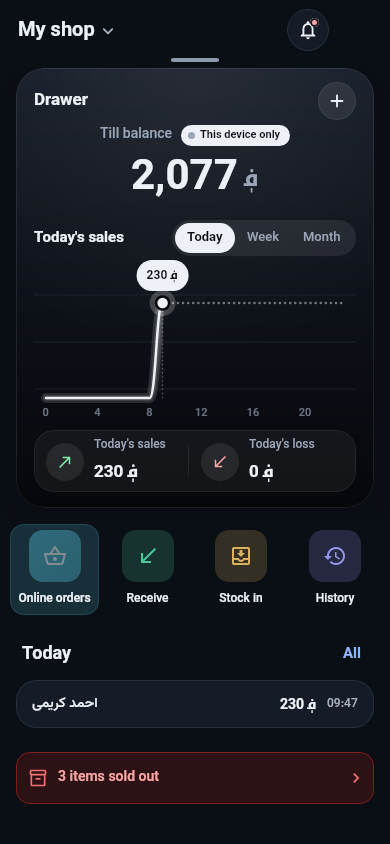 My shop
Drawer
Till balance
This device only
2,077 ؋
Today's sales
Today
Week
Month
230 ؋
0 4 8 12 16 20
Today's sales
230 ؋
Today's loss
0 ؋
Online orders
Receive
Stock in
History
Today
All
احمد کریمی
230 ؋
09:47
3 items sold out